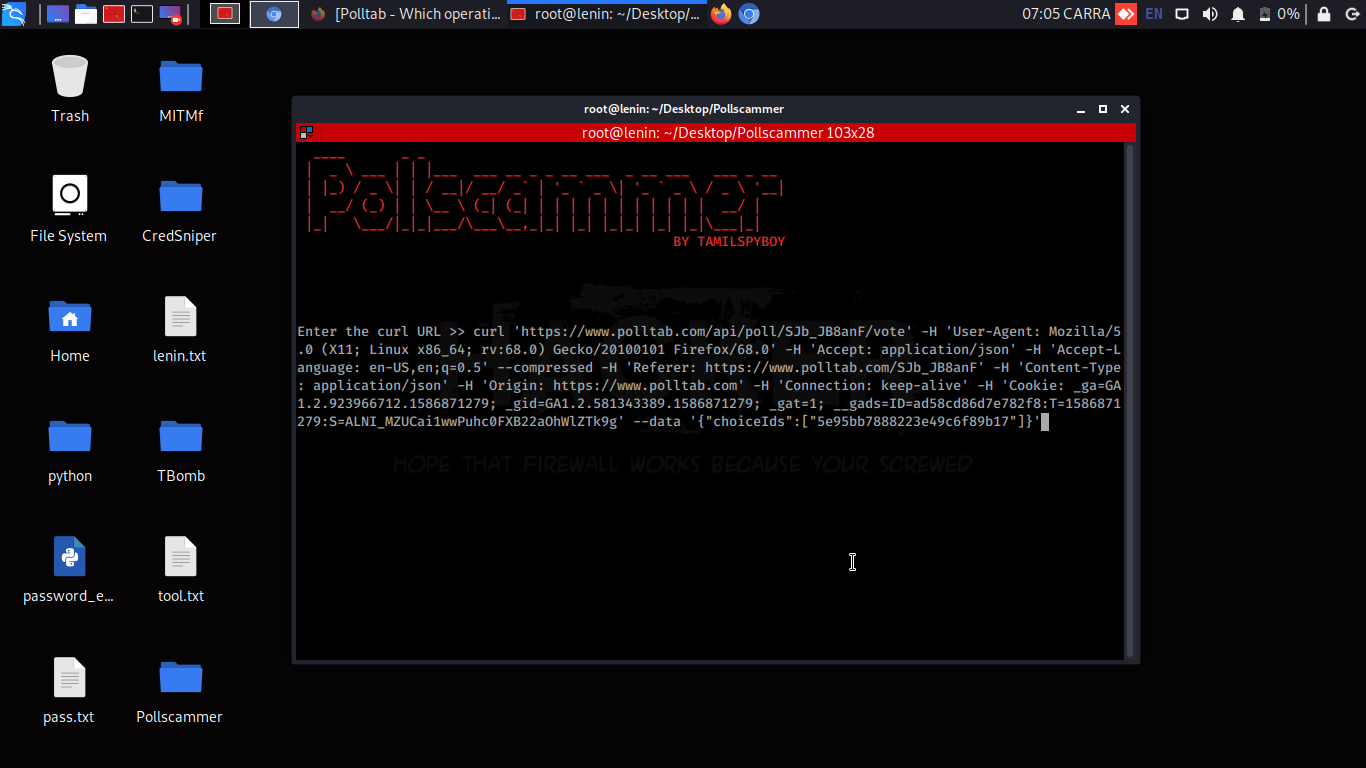 [Polltab - Which operati...
root@lenin: ~/Desktop/...
07:05 CARRA
EN
0%
Trash
MITMf
File System
CredSniper
Home
lenin.txt
python
TBomb
password_e...
tool.txt
pass.txt
Pollscammer
root@lenin: ~/Desktop/Pollscammer
root@lenin: ~/Desktop/Pollscammer 103x28
Polscammer
BY TAMILSPYBOY
Enter the curl URL >> curl 'https://www.polltab.com/api/poll/SJb_JB8anF/vote' -H 'User-Agent: Mozilla/5
.0 (X11; Linux x86_64; rv:68.0) Gecko/20100101 Firefox/68.0' -H 'Accept: application/json' -H 'Accept-L
anguage: en-US,en;q=0.5' --compressed -H 'Referer: https://www.polltab.com/SJb_JB8anF' -H 'Content-Type
: application/json' -H 'Origin: https://www.polltab.com' -H 'Connection: keep-alive' -H 'Cookie: _ga=GA
1.2.923966712.1586871279; _gid=GA1.2.581343389.1586871279; _gat=1; __gads=ID=ad58cd86d7e782f8:T=1586871
279:S=ALNI_MZUCai1wwPuhc0FXB22aOhWlZTk9g' --data '{"choiceIds":["5e95bb7888223e49c6f89b17"]}'
HOPE THAT FIREWALL WORKS BECAUSE YOUR SCREWED